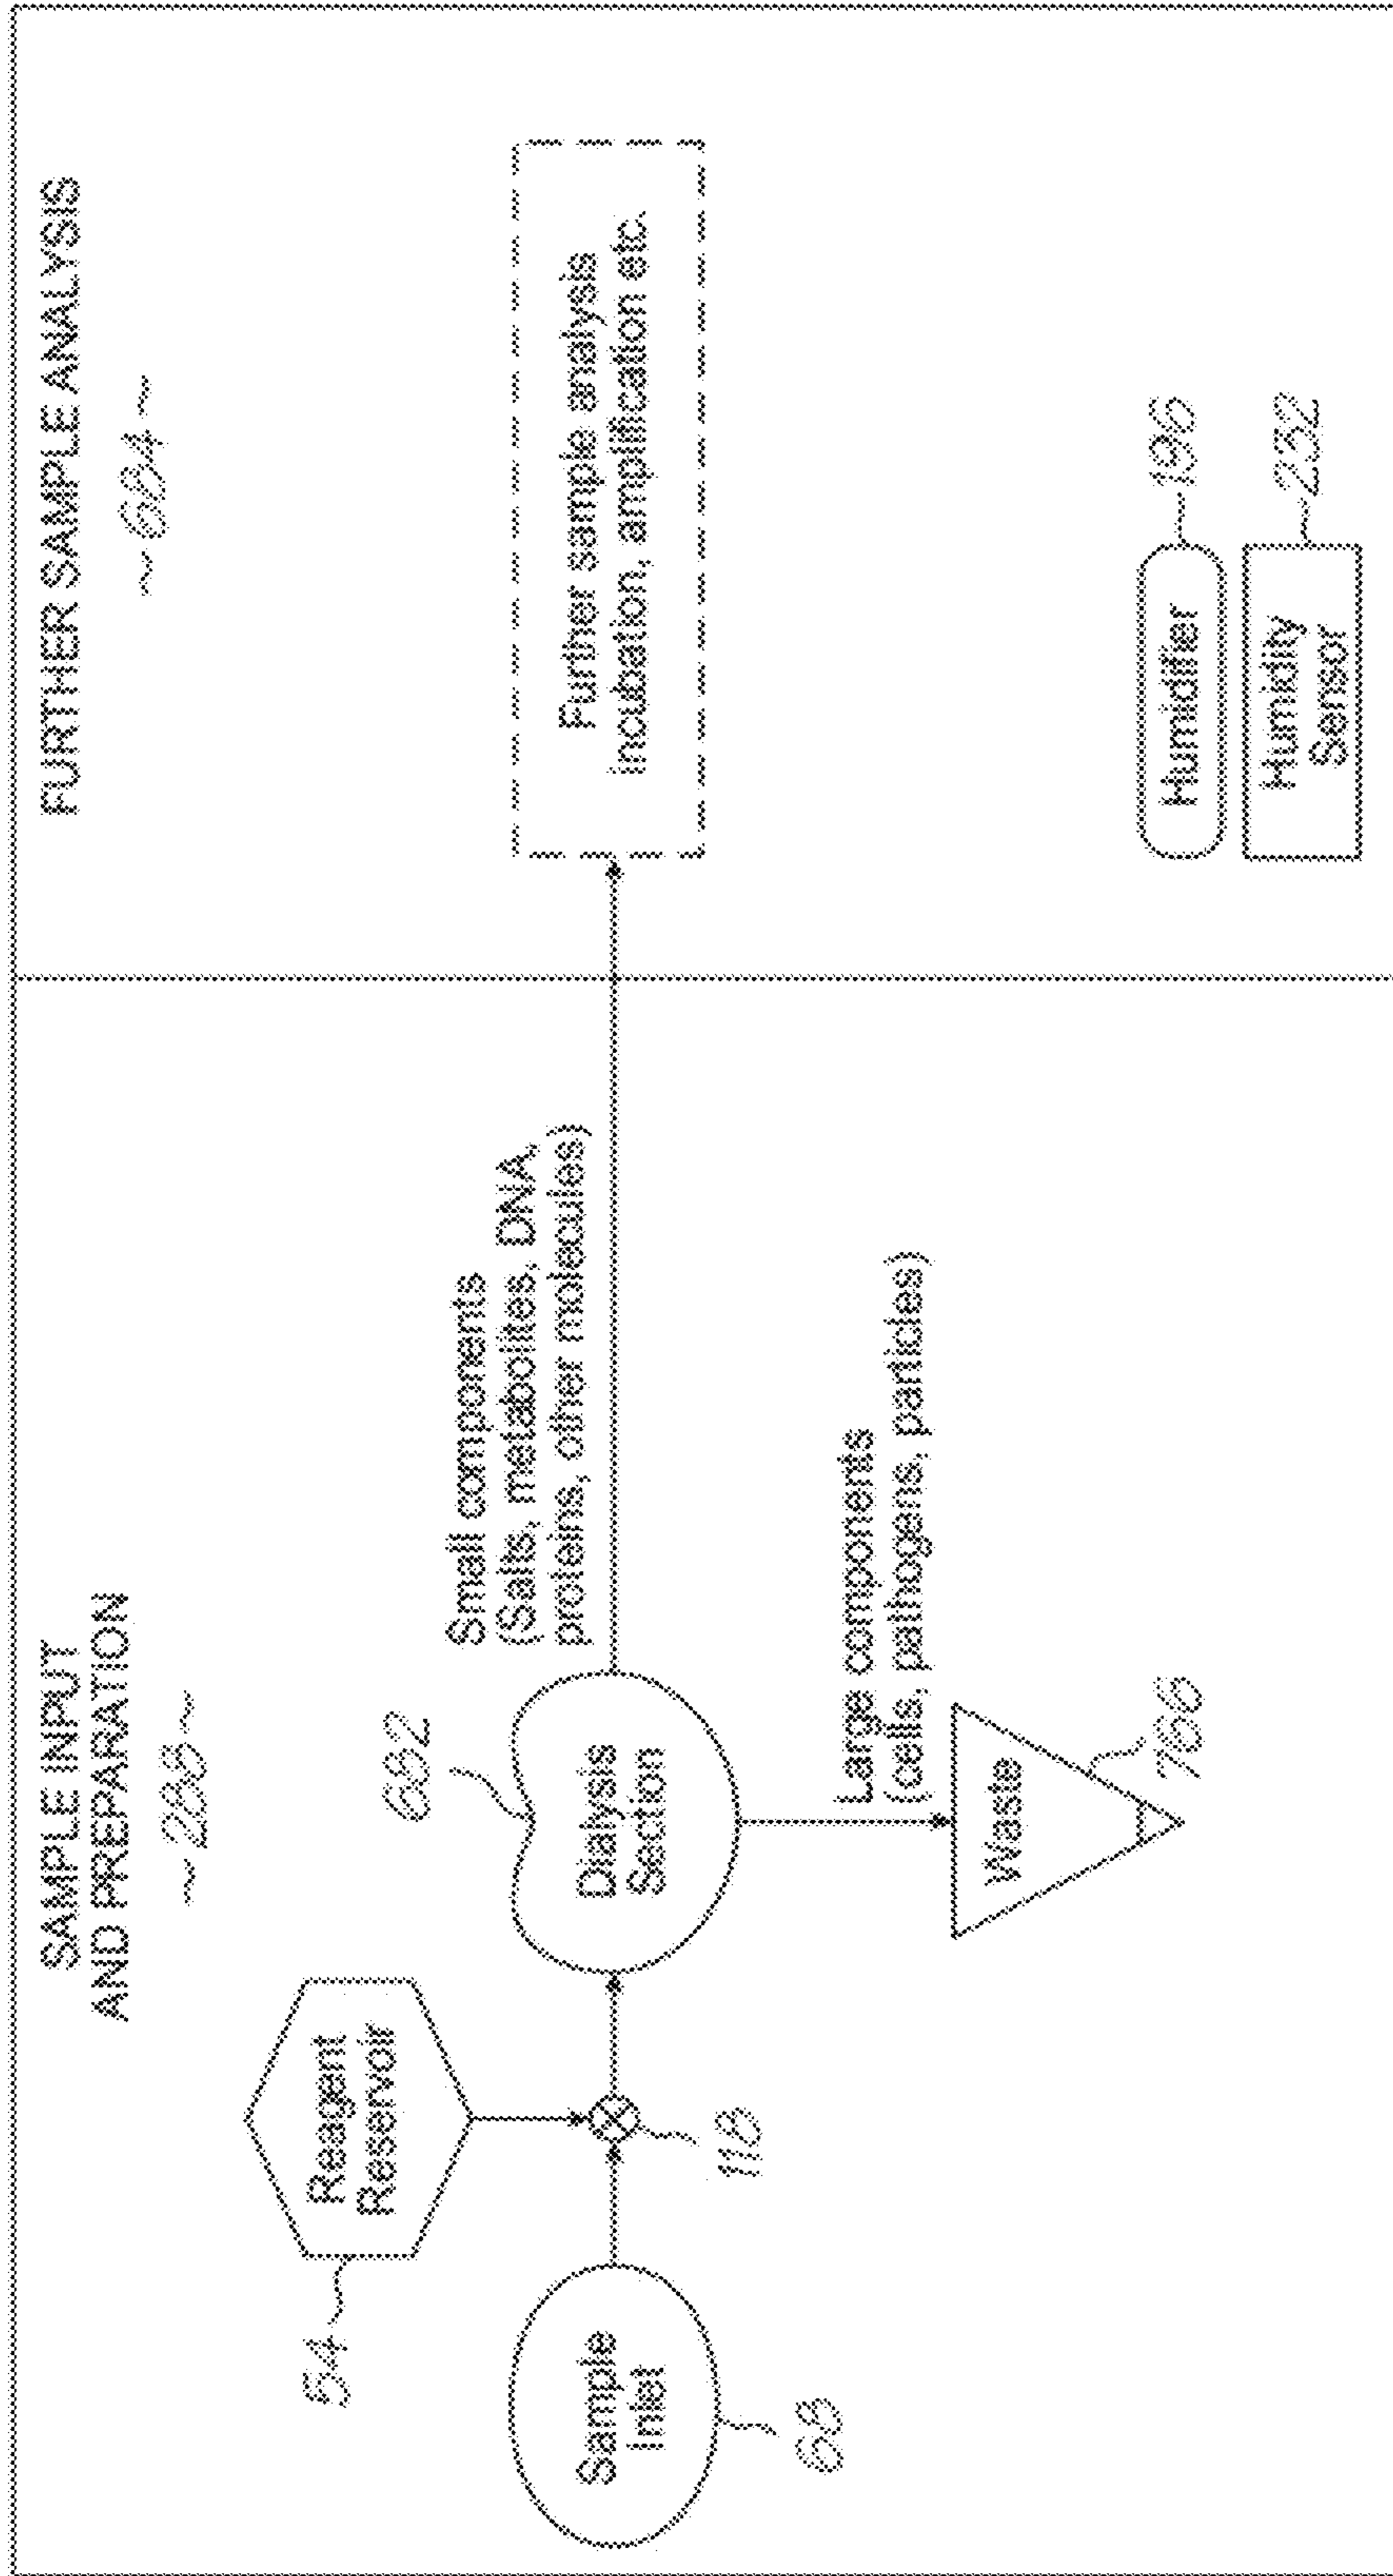 SAMPLE INPUT
AND PREPARATION
288
54
Reagent
Reservoir
Sample
Inlet
68
118
682
Dialysis
Section
Small components
(Salts, metabolites, DNA,
proteins, other molecules)
Large components
(cells, pathogens, particles)
Waste
766
FURTHER SAMPLE ANALYSIS
684
Further sample analysis
incubation, amplification etc.
Humidifier
196
Humidity
Sensor
232